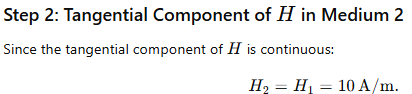 Step 2: Tangential Component of H in Medium 2
Since the tangential component of H is continuous:
H₂ = H₁ = 10 A/m.